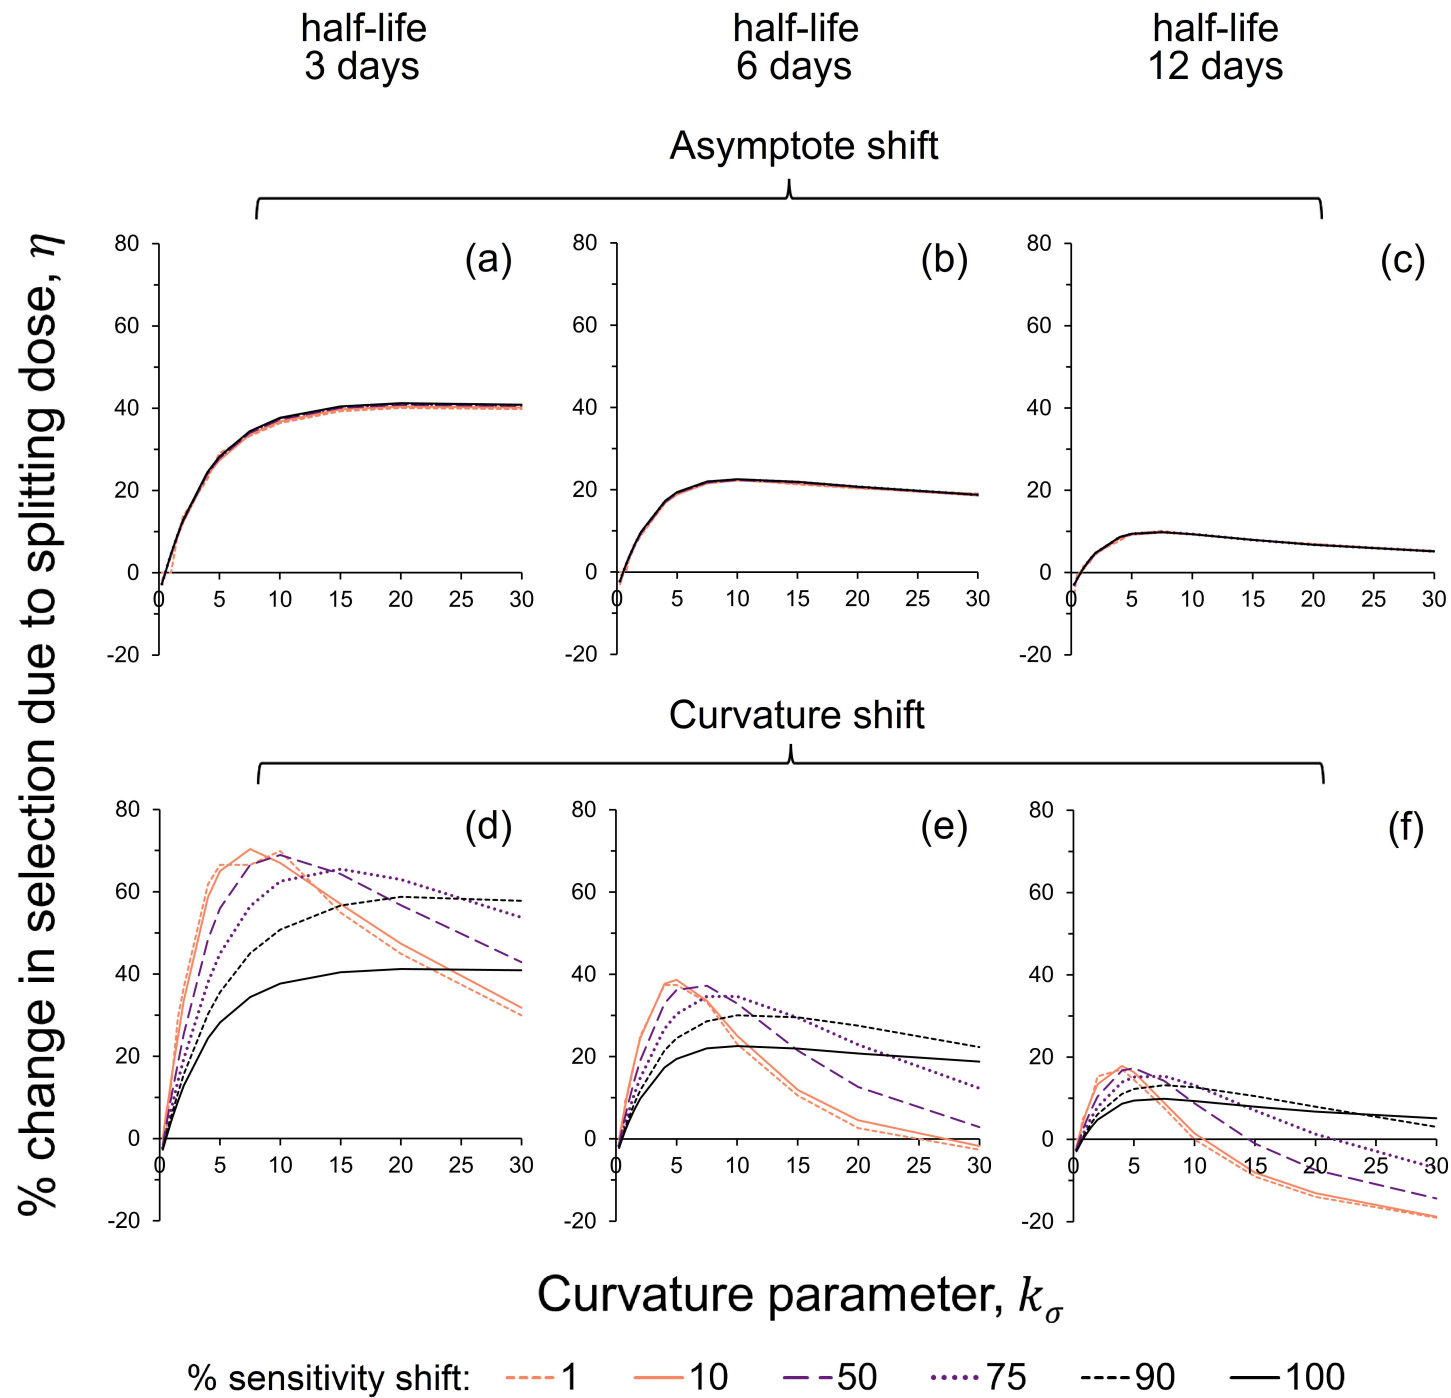 half-life half-life half-life
3 days 6 days 12 days
Asymptote shift
% change in selection due to splitting dose, η
(a) (b) (c)
80 80 80
60 60 60
40 40 40
20 20 20
0 0 0
0 5 10 15 20 25 30 0 5 10 15 20 25 30 0 5 10 15 20 25 30
-20 -20 -20
Curvature shift
(d) (e) (f)
80 80 80
60 60 60
40 40 40
20 20 20
0 0 0
0 5 10 15 20 25 30 0 5 10 15 20 25 30 0 5 10 15 20 25 30
-20 -20 -20
Curvature parameter, kσ
% sensitivity shift: 1 10 50 75 90 100